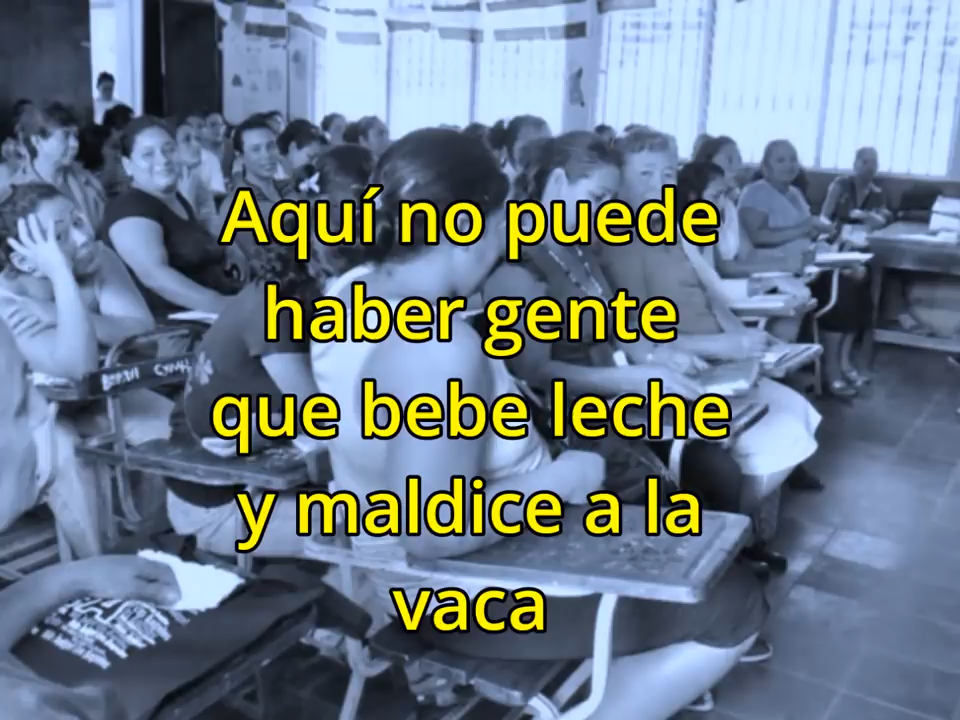 Aquí no puede
haber gente
que bebe leche
y maldice a la
vaca